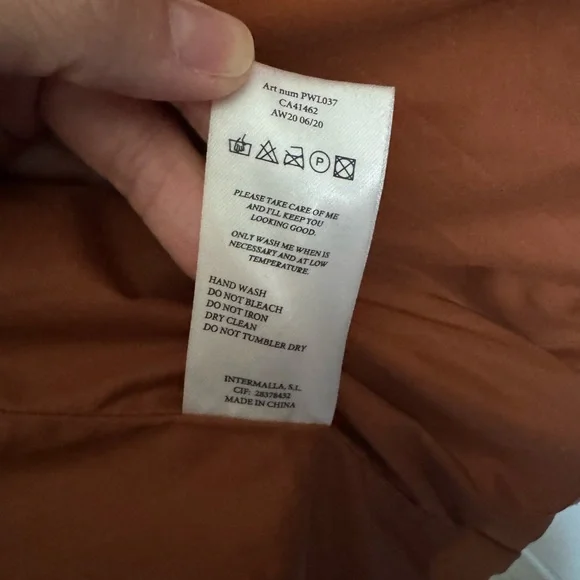 Art num PWL037
CA41462
AW20 06/20
P
PLEASE TAKE CARE OF ME
AND I'LL KEEP YOU
LOOKING GOOD.
ONLY WASH ME WHEN IS
NECESSARY AND AT LOW
TEMPERATURE.
HAND WASH
DO NOT BLEACH
DO NOT IRON
DRY CLEAN
DO NOT TUMBLER DRY
INTERMALLA, S.L.
CIF: 28378452
MADE IN CHINA